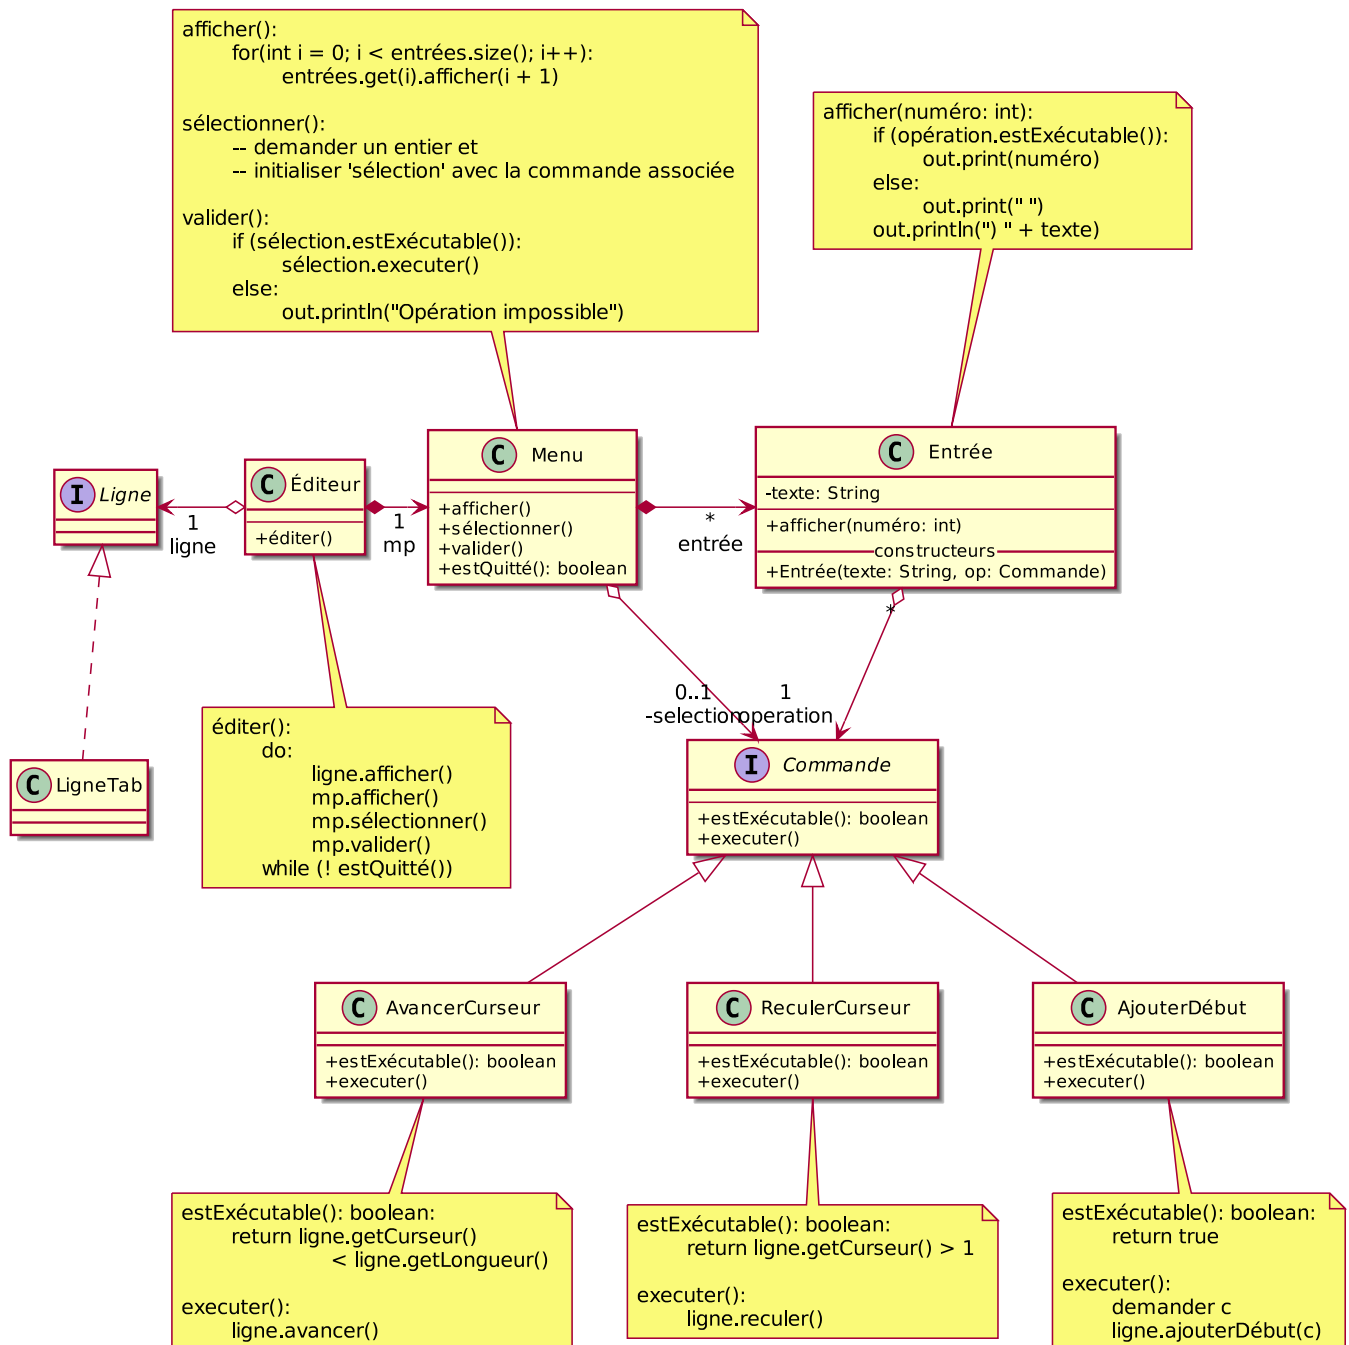 afficher():
for(int i = 0; i < entrées.size(); i++):
entrées.get(i).afficher(i + 1)
sélectionner():
-- demander un entier et
-- initialiser 'sélection' avec la commande associée
valider():
if (sélection.estExécutable()):
sélection.executer()
else:
out.println("Opération impossible")
afficher(numéro: int):
if (opération.estExécutable()):
out.print(numéro)
else:
out.print(" ")
out.println(") " + texte)
I Ligne
1
ligne
C Éditeur
+éditer()
1
mp
C Menu
+afficher()
+sélectionner()
+valider()
+estQuitté(): boolean
*
entrée
C Entrée
-texte: String
+afficher(numéro: int)
constructeurs
+Entrée(texte: String, op: Commande)
*
0..1
-selection
1
operation
C LigneTab
éditer():
do:
ligne.afficher()
mp.afficher()
mp.sélectionner()
mp.valider()
while (! estQuitté())
I Commande
+estExécutable(): boolean
+executer()
C AvancerCurseur
+estExécutable(): boolean
+executer()
C ReculerCurseur
+estExécutable(): boolean
+executer()
C AjouterDébut
+estExécutable(): boolean
+executer()
estExécutable(): boolean:
return ligne.getCurseur()
< ligne.getLongueur()
executer():
ligne.avancer()
estExécutable(): boolean:
return ligne.getCurseur() > 1
executer():
ligne.reculer()
estExécutable(): boolean:
return true
executer():
demander c
ligne.ajouterDébut(c)